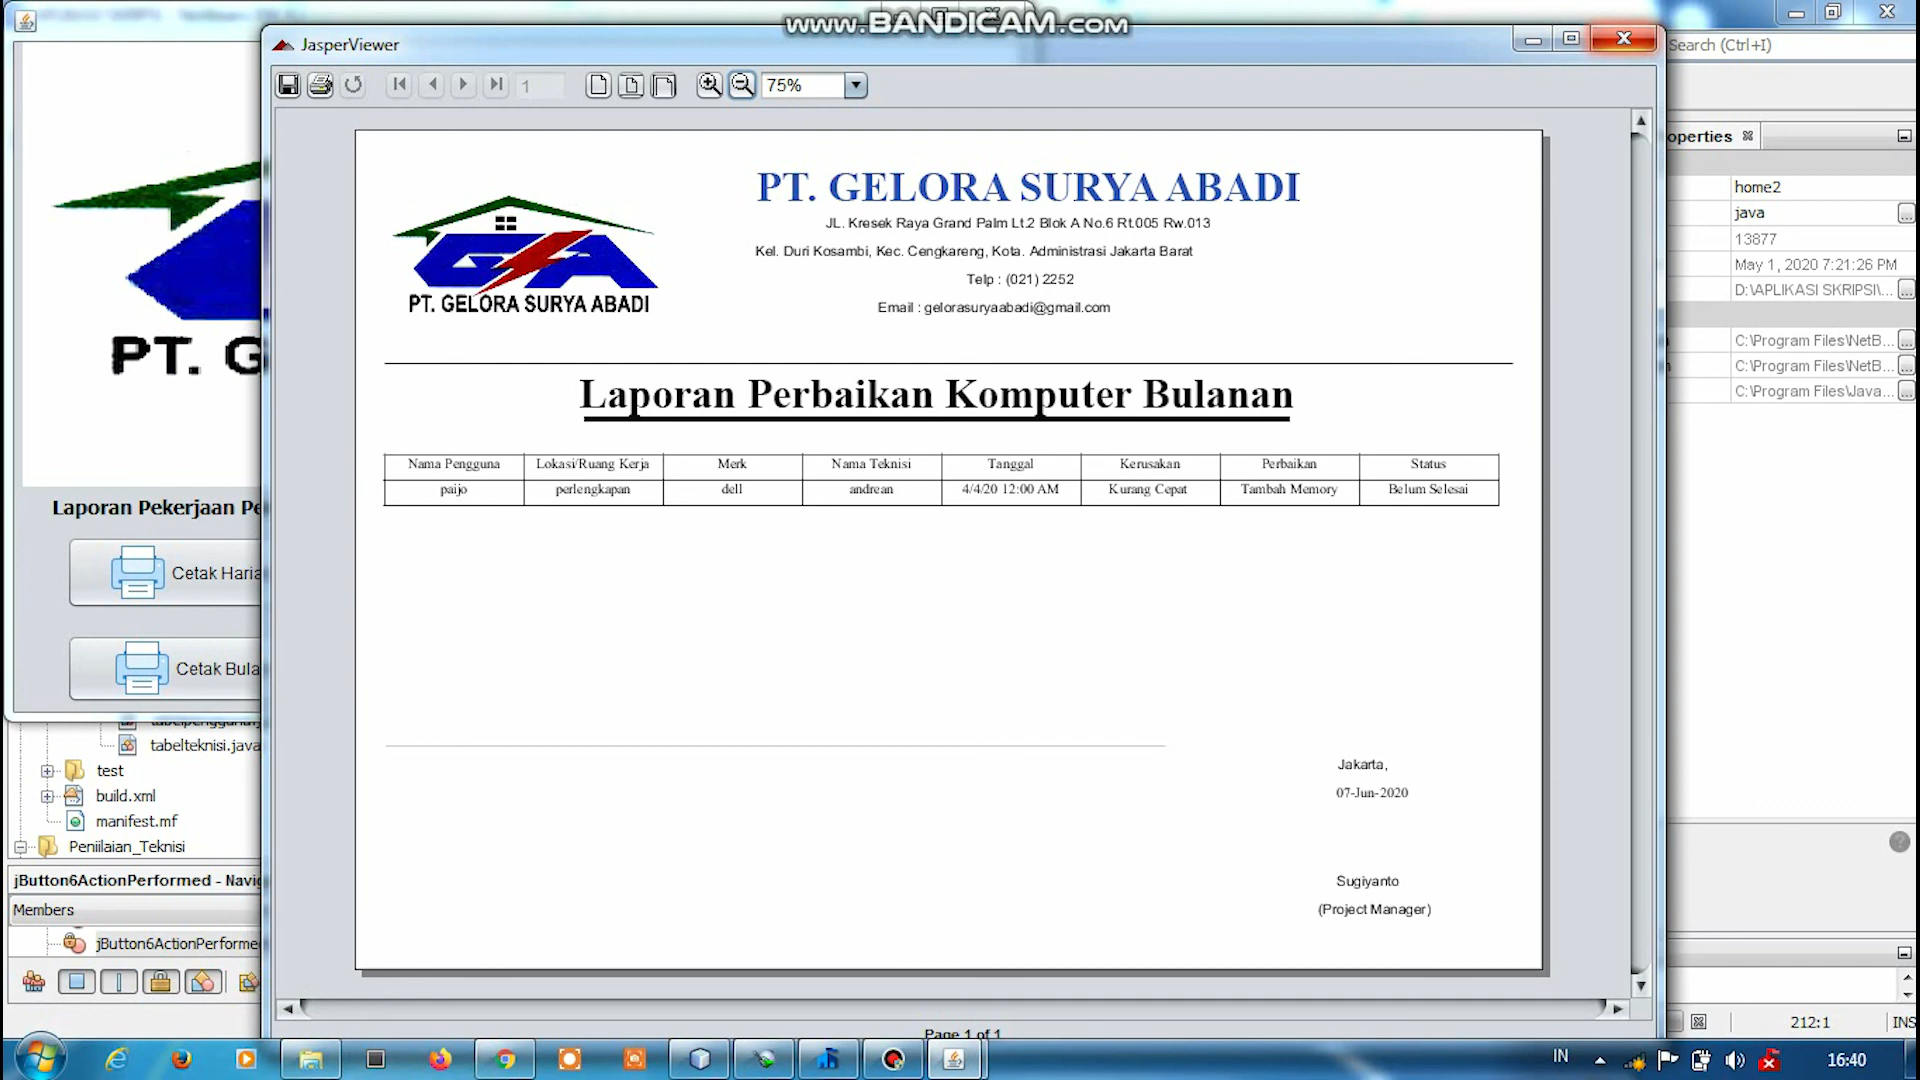 www.BANDICAM.com
JasperViewer
Search (Ctrl+I)
1
75%
operties
PT. GELORA SURYA ABADI
JL. Kresek Raya Grand Palm Lt.2 Blok A No.6 Rt.005 Rw.013
Kel. Duri Kosambi, Kec. Cengkareng, Kota. Administrasi Jakarta Barat
Telp : (021) 2252
Email : gelorasuryaabadi@gmail.com
GSA
PT. GELORA SURYA ABADI
home2
java
13877
May 1, 2020 7:21:26 PM
D:\APLIKASI SKRIPSI\...
C:\Program Files\NetB...
C:\Program Files\NetB...
C:\Program Files\Java...
PT. G
Laporan Perbaikan Komputer Bulanan
Nama Pengguna Lokasi/Ruang Kerja Merk Nama Teknisi Tanggal Kerusakan Perbaikan Status
paijo perlengkapan dell andrean 4/4/20 12:00 AM Kurang Cepat Tambah Memory Belum Selesai
Laporan Pekerjaan Pe
Cetak Haria
Cetak Bula
tabelteknisi.java
test
build.xml
manifest.mf
Peniilaian_Teknisi
Jakarta,
07-Jun-2020
Sugiyanto
(Project Manager)
jButton6ActionPerformed - Navig
Members
jButton6ActionPerforme
Page 1 of 1
212:1
INS
IN
16:40